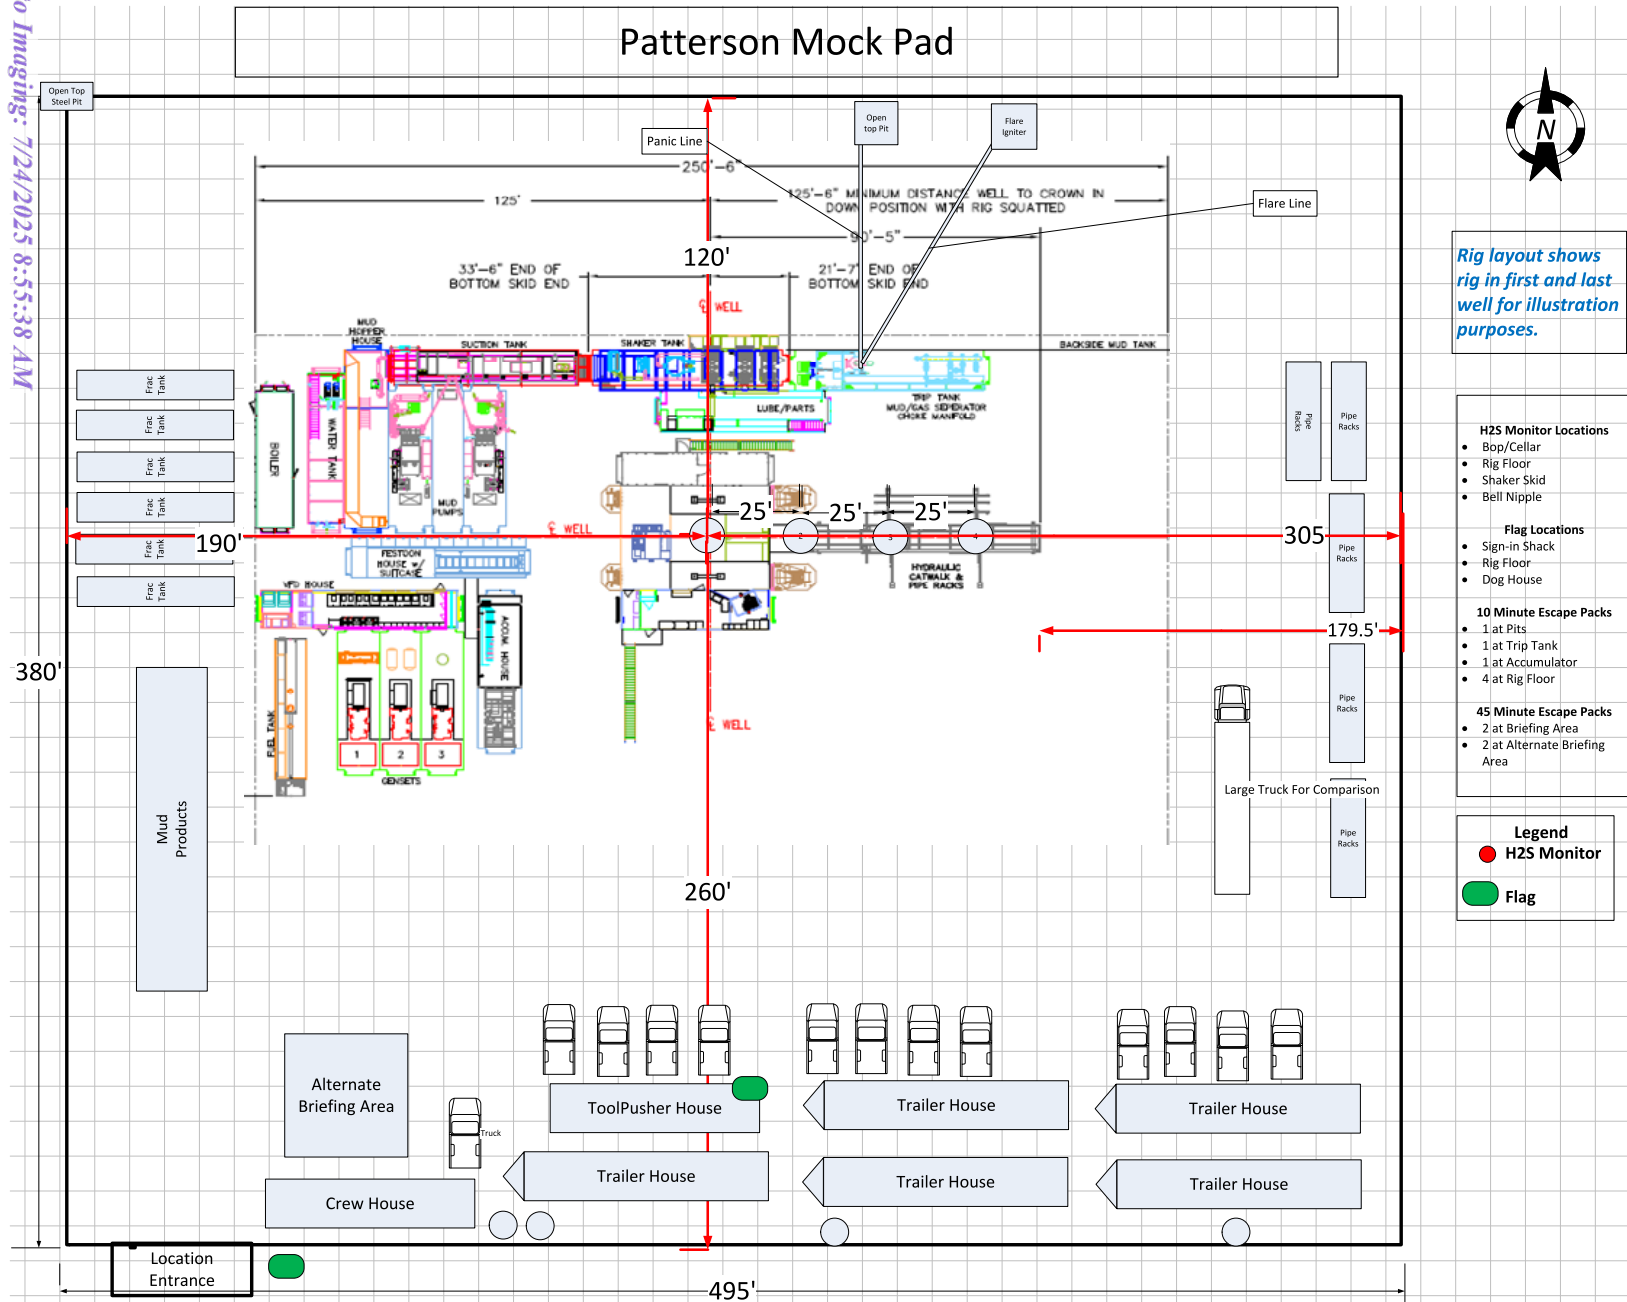 o Imaging: 7/24/2025 8:55:38 AM
Patterson Mock Pad
Open Top
Steel Pit
Open
top Pit
Flare
Igniter
Panic Line
N
250'-6"
125'
125'-6" MINIMUM DISTANCE WELL TO CROWN IN
DOWN POSITION WITH RIG SQUATTED
Flare Line
90'-5"
120'
33'-6" END OF
BOTTOM SKID END
21'-7" END OF
BOTTOM SKID END
℄ WELL
Rig layout shows
rig in first and last
well for illustration
purposes.
MUD
HOPPER
HOUSE
SUCTION TANK
SHAKER TANK
BACKSIDE MUD TANK
Frac
Tank
Frac
Tank
Frac
Tank
Frac
Tank
Frac
Tank
Frac
Tank
BOILER
WATER TANK
MUD
PUMPS
LUBE/PARTS
TRIP TANK
MUD/GAS SEPERATOR
CHOKE MANIFOLD
Pipe
Racks
Pipe
Racks
Pipe
Racks
Pipe
Racks
Pipe
Racks
25'
25'
25'
℄ WELL
190'
2
3
4
305
FESTOON
HOUSE w/
SUITCASE
HYDRAULIC
CATWALK &
PIPE RACKS
VFD HOUSE
ACCUM. HOUSE
179.5'
380'
FUEL TANK
1
2
3
GENSETS
℄ WELL
Large Truck For Comparison
Mud
Products
260'
H2S Monitor Locations
• Bop/Cellar
• Rig Floor
• Shaker Skid
• Bell Nipple
Flag Locations
• Sign-in Shack
• Rig Floor
• Dog House
10 Minute Escape Packs
• 1 at Pits
• 1 at Trip Tank
• 1 at Accumulator
• 4 at Rig Floor
45 Minute Escape Packs
• 2 at Briefing Area
• 2 at Alternate Briefing
Area
Legend
H2S Monitor
Flag
Alternate
Briefing Area
Truck
ToolPusher House
Trailer House
Trailer House
Trailer House
Trailer House
Trailer House
Crew House
Location
Entrance
495'